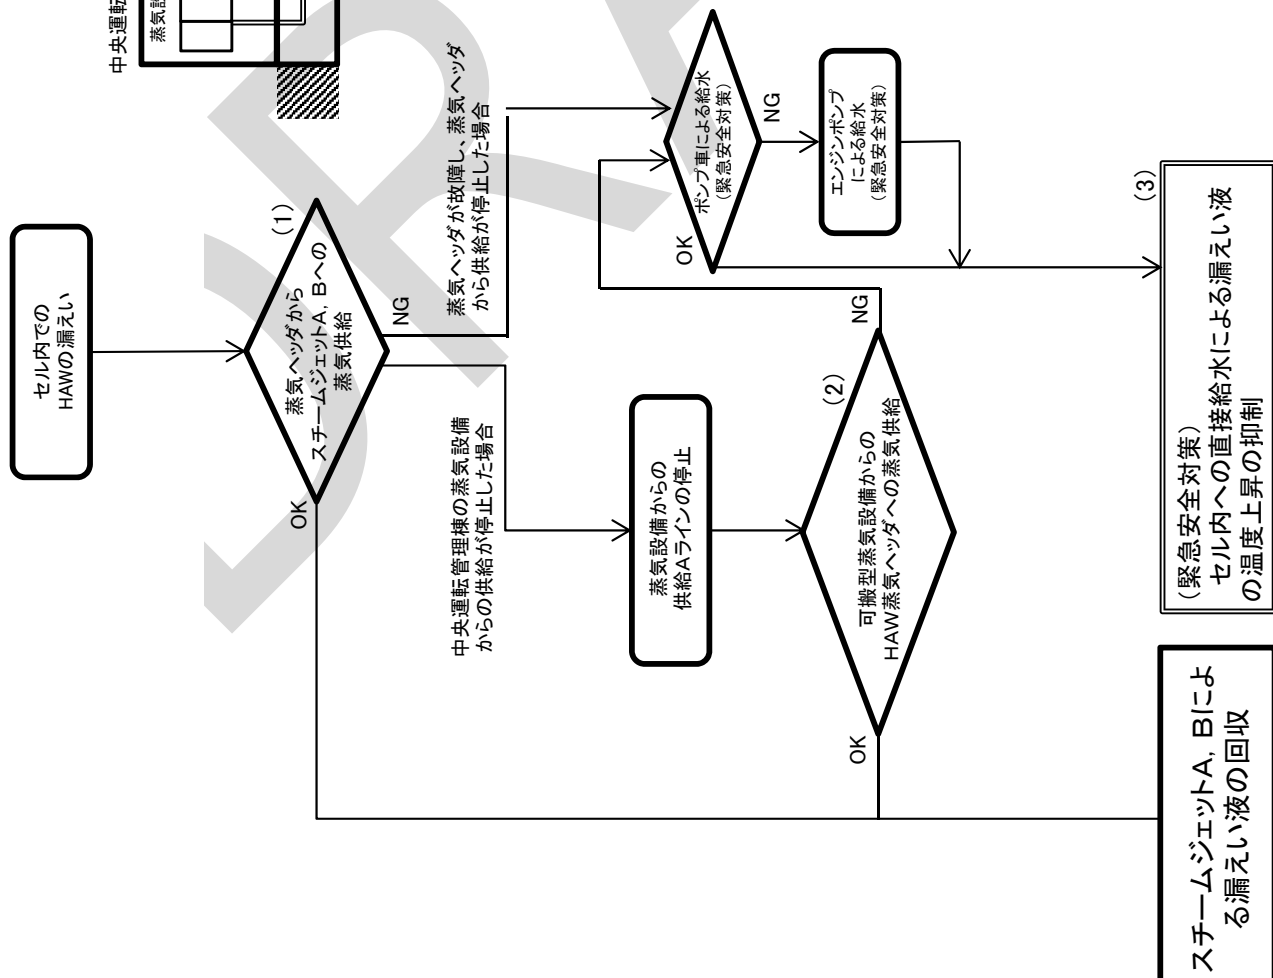 中央運転
蒸気設
セル内での
HAWの漏えい
(1)
蒸気ヘッダから
スチームジェットA, Bへの
蒸気供給
OK
NG
蒸気ヘッダが故障し、蒸気ヘッダ
から供給が停止した場合
中央運転管理棟の蒸気設備
からの供給が停止した場合
蒸気設備からの
供給Aラインの停止
(2)
可搬型蒸気設備からの
HAW蒸気ヘッダへの蒸気供給
OK
NG
ポンプ車による給水
(緊急安全対策)
OK
NG
エンジンポンプ
による給水
(緊急安全対策)
(3)
(緊急安全対策)
セル内への直接給水による漏えい液
の温度上昇の抑制
スチームジェットA, Bによ
る漏えい液の回収
DRA